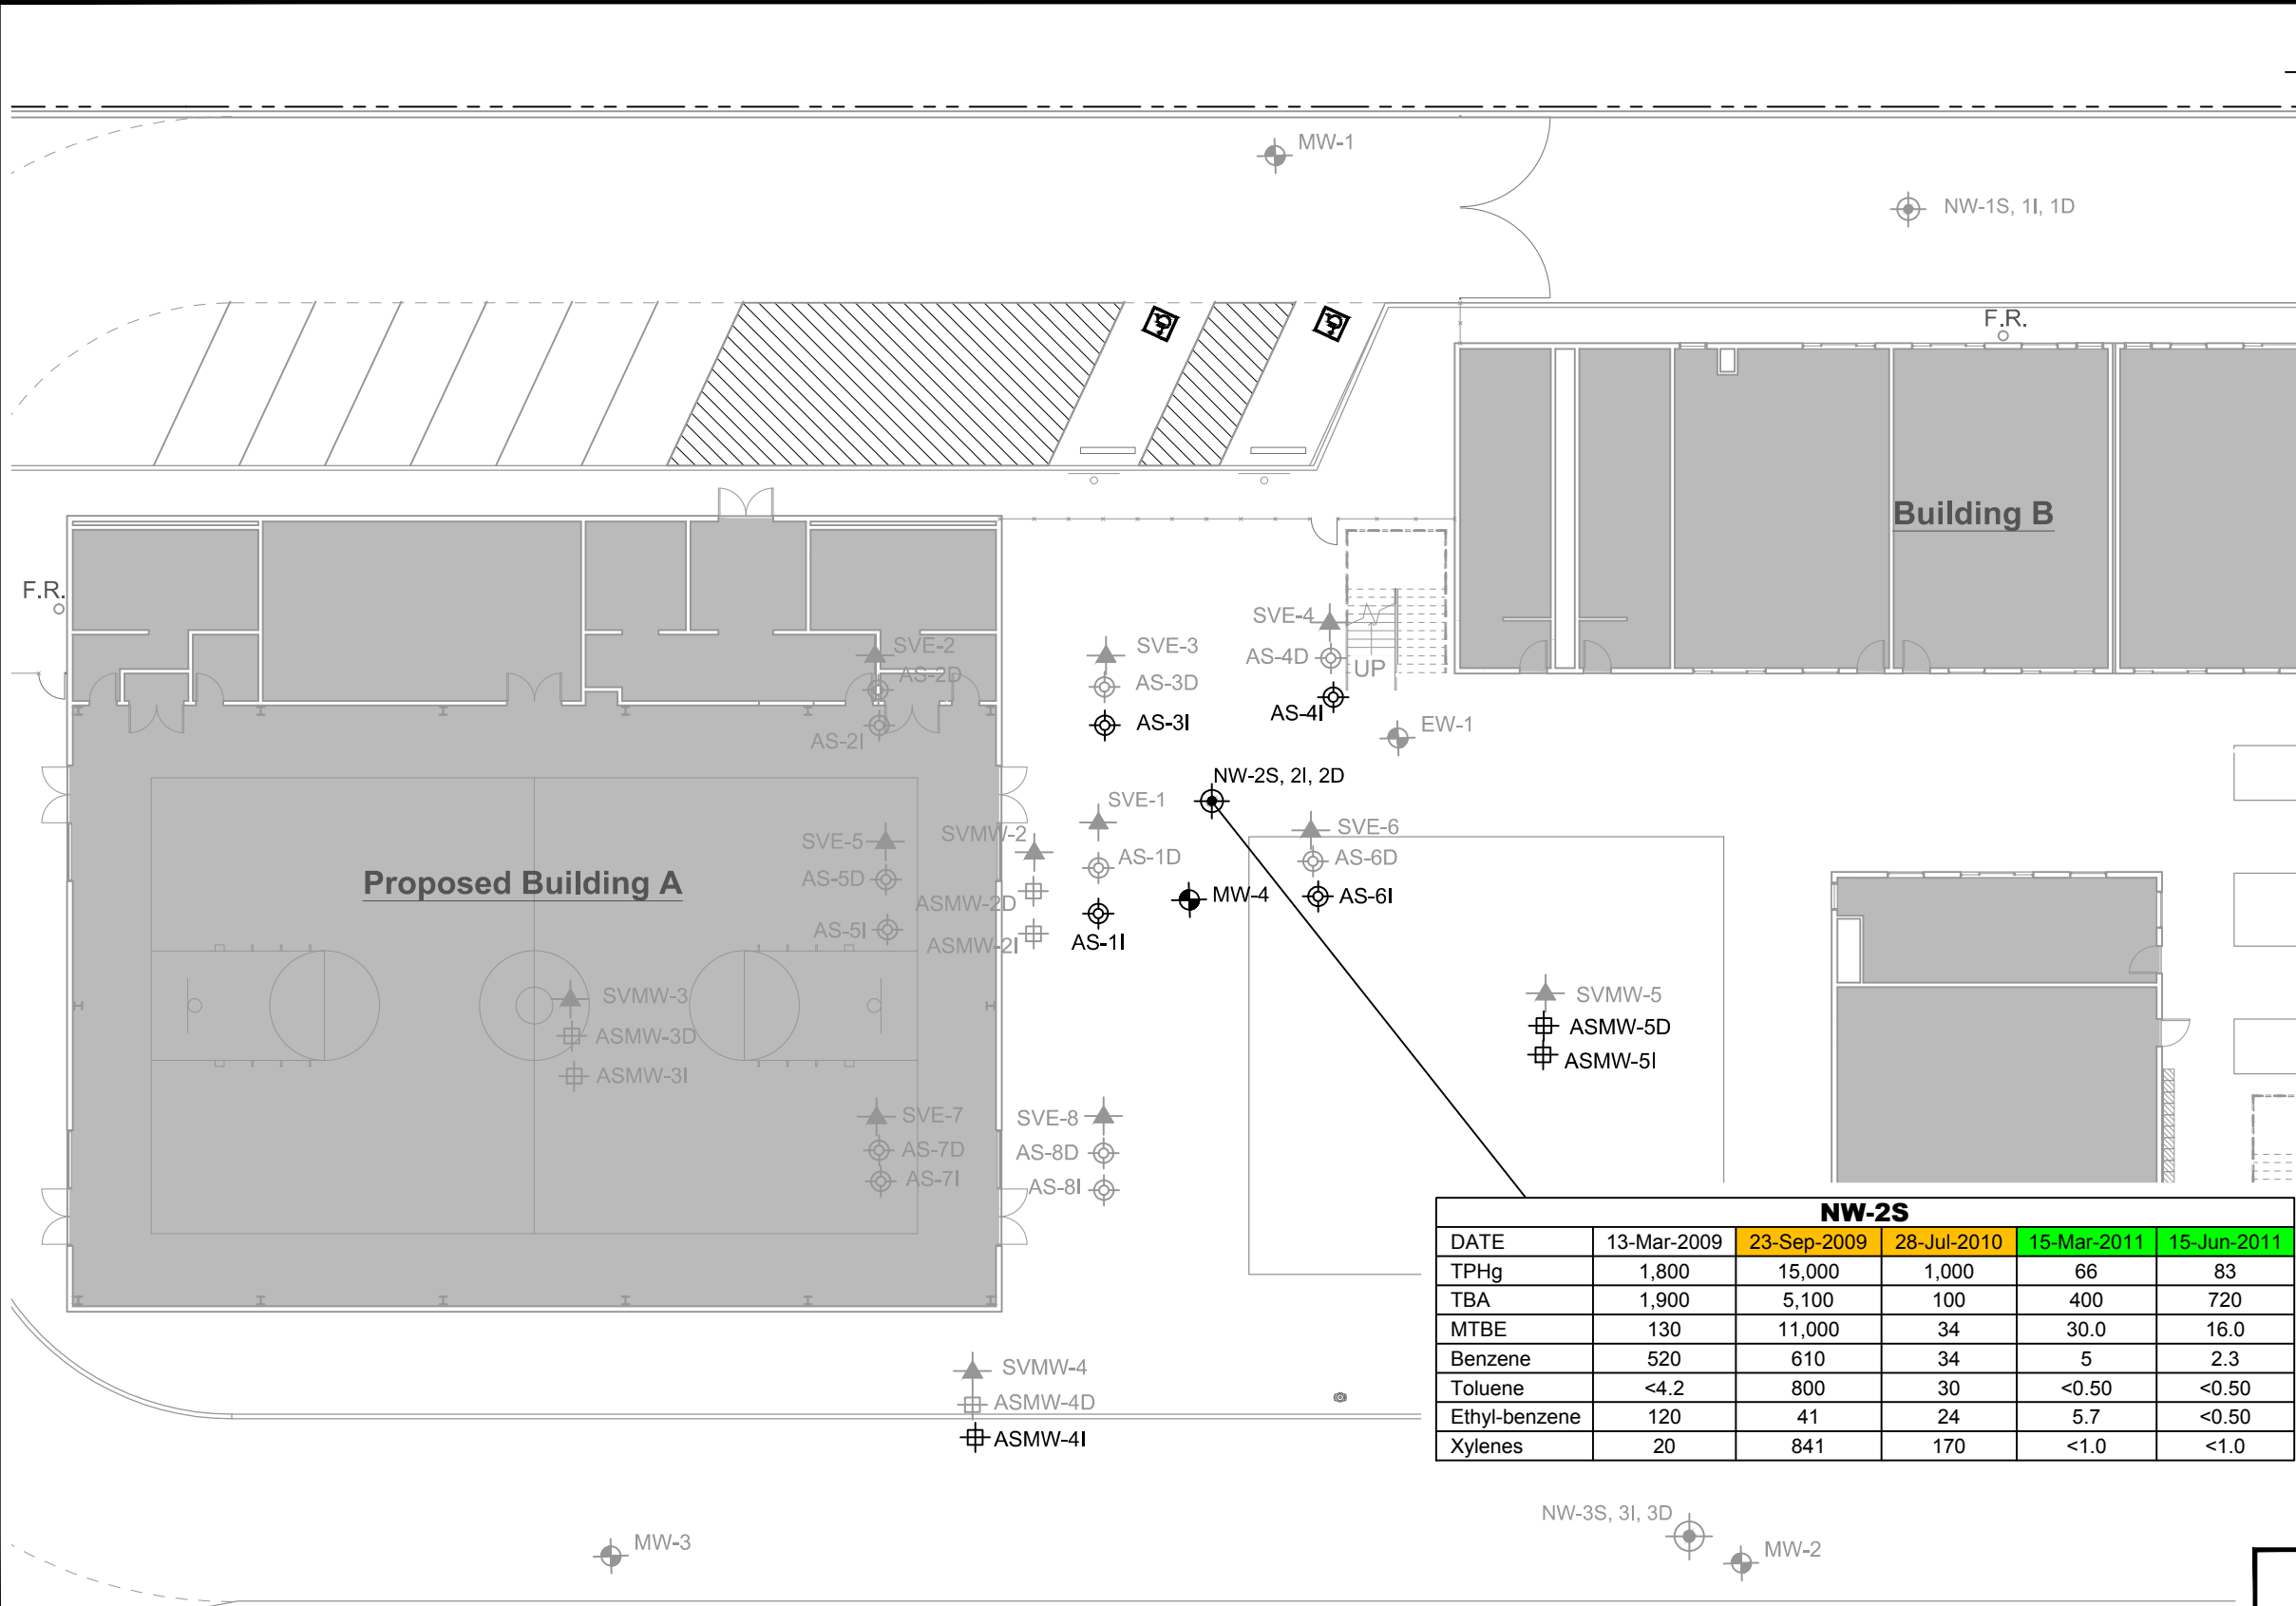 MW-1
NW-1S, 1I, 1D
F.R.
Building B
F.R.
SVE-2
AS-2D
AS-2I
SVE-3
AS-3D
AS-3I
SVE-4
AS-4D
UP
AS-4I
EW-1
NW-2S, 2I, 2D
SVE-1
SVMW-2
SVE-5
SVE-6
AS-1D
AS-6D
Proposed Building A
AS-5D
ASMW-2D
MW-4
AS-6I
AS-5I
ASMW-2I
AS-1I
SVMW-3
ASMW-3D
ASMW-3I
SVMW-5
ASMW-5D
ASMW-5I
SVE-7
AS-7D
AS-7I
SVE-8
AS-8D
AS-8I
NW-2S
DATE 13-Mar-2009 23-Sep-2009 28-Jul-2010 15-Mar-2011 15-Jun-2011
TPHg 1,800 15,000 1,000 66 83
TBA 1,900 5,100 100 400 720
MTBE 130 11,000 34 30.0 16.0
Benzene 520 610 34 5 2.3
Toluene <4.2 800 30 <0.50 <0.50
Ethyl-benzene 120 41 24 5.7 <0.50
Xylenes 20 841 170 <1.0 <1.0
SVMW-4
ASMW-4D
ASMW-4I
NW-3S, 3I, 3D
MW-3
MW-2